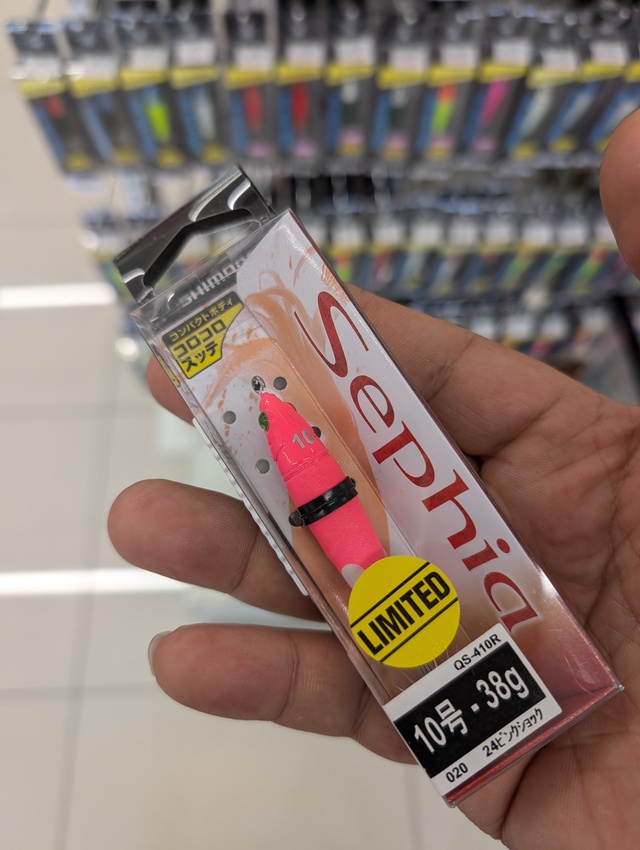 SHIMANO
コンパクトボディ
コロコロ
スッテ
Sephia
10
LIMITED
QS-410R
10号-38g
020 24ピンクショック